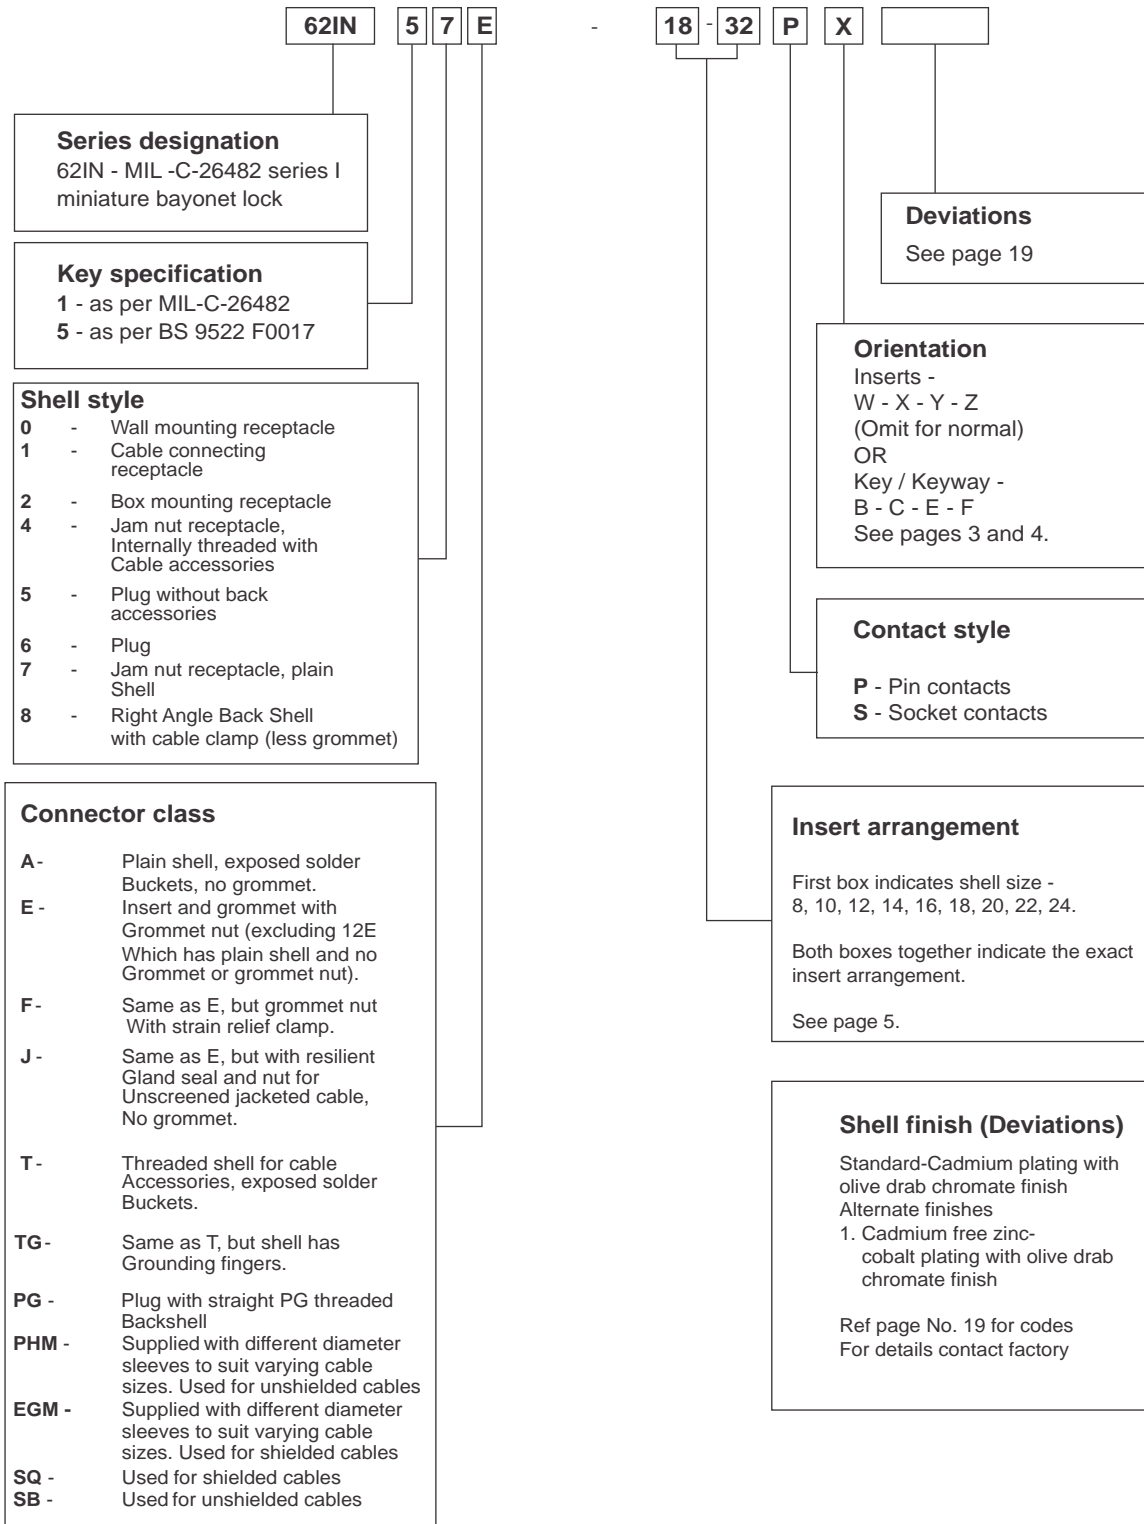 62IN 5 7 E - 18 - 32 P X
Series designation
62IN - MIL -C-26482 series I
miniature bayonet lock
Key specification
1 - as per MIL-C-26482
5 - as per BS 9522 F0017
Shell style
0 - Wall mounting receptacle
1 - Cable connecting
receptacle
2 - Box mounting receptacle
4 - Jam nut receptacle,
Internally threaded with
Cable accessories
5 - Plug without back
accessories
6 - Plug
7 - Jam nut receptacle, plain
Shell
8 - Right Angle Back Shell
with cable clamp (less grommet)
Connector class
A - Plain shell, exposed solder
Buckets, no grommet.
E - Insert and grommet with
Grommet nut (excluding 12E
Which has plain shell and no
Grommet or grommet nut).
F - Same as E, but grommet nut
With strain relief clamp.
J - Same as E, but with resilient
Gland seal and nut for
Unscreened jacketed cable,
No grommet.
T - Threaded shell for cable
Accessories, exposed solder
Buckets.
TG - Same as T, but shell has
Grounding fingers.
PG - Plug with straight PG threaded
Backshell
PHM - Supplied with different diameter
sleeves to suit varying cable
sizes. Used for unshielded cables
EGM - Supplied with different diameter
sleeves to suit varying cable
sizes. Used for shielded cables
SQ - Used for shielded cables
SB - Used for unshielded cables
Deviations
See page 19
Orientation
Inserts -
W - X - Y - Z
(Omit for normal)
OR
Key / Keyway -
B - C - E - F
See pages 3 and 4.
Contact style
P - Pin contacts
S - Socket contacts
Insert arrangement
First box indicates shell size -
8, 10, 12, 14, 16, 18, 20, 22, 24.
Both boxes together indicate the exact
insert arrangement.
See page 5.
Shell finish (Deviations)
Standard-Cadmium plating with
olive drab chromate finish
Alternate finishes
1. Cadmium free zinc-
cobalt plating with olive drab
chromate finish
Ref page No. 19 for codes
For details contact factory